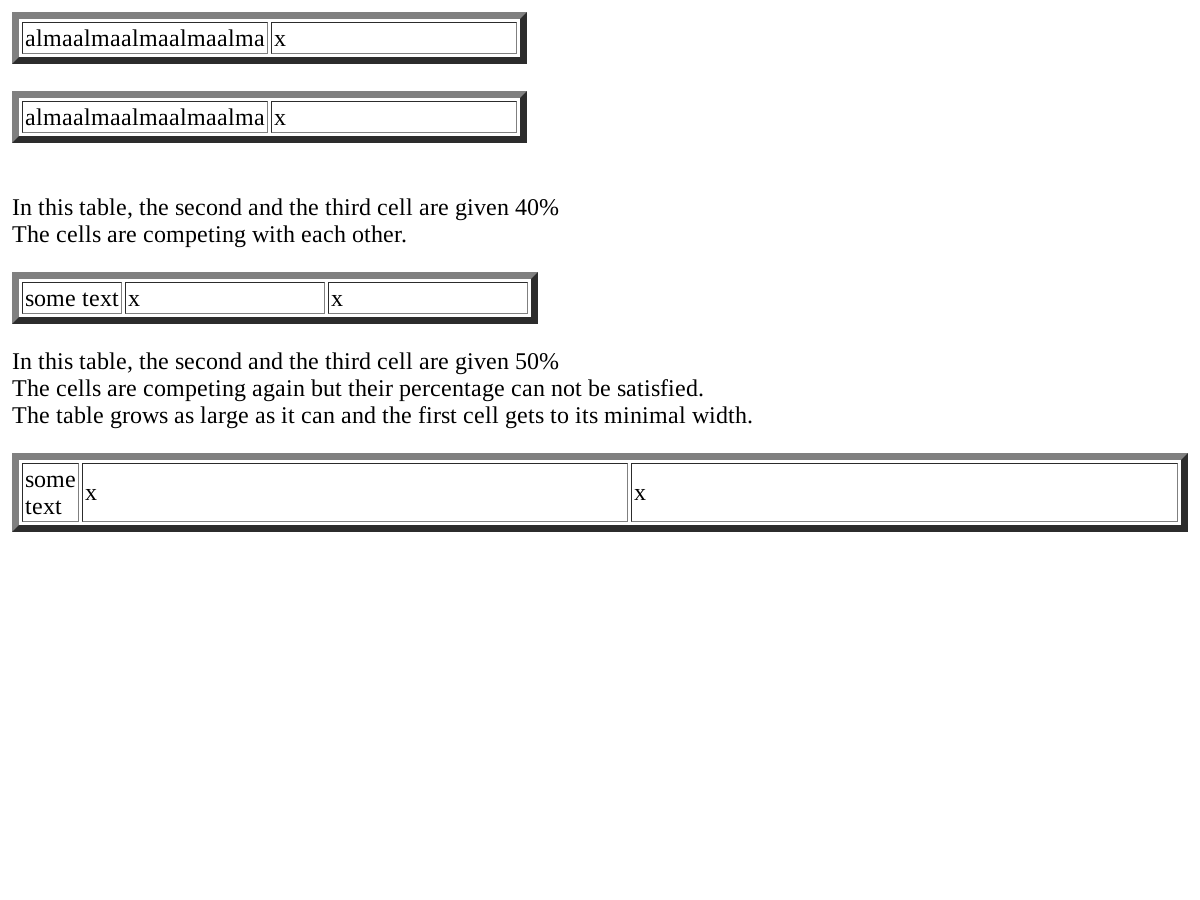 almaalmaalmaalmaalma x
almaalmaalmaalmaalma x
In this table, the second and the third cell are given 40%
The cells are competing with each other.
some text x x
In this table, the second and the third cell are given 50%
The cells are competing again but their percentage can not be satisfied.
The table grows as large as it can and the first cell gets to its minimal width.
some
text
x x